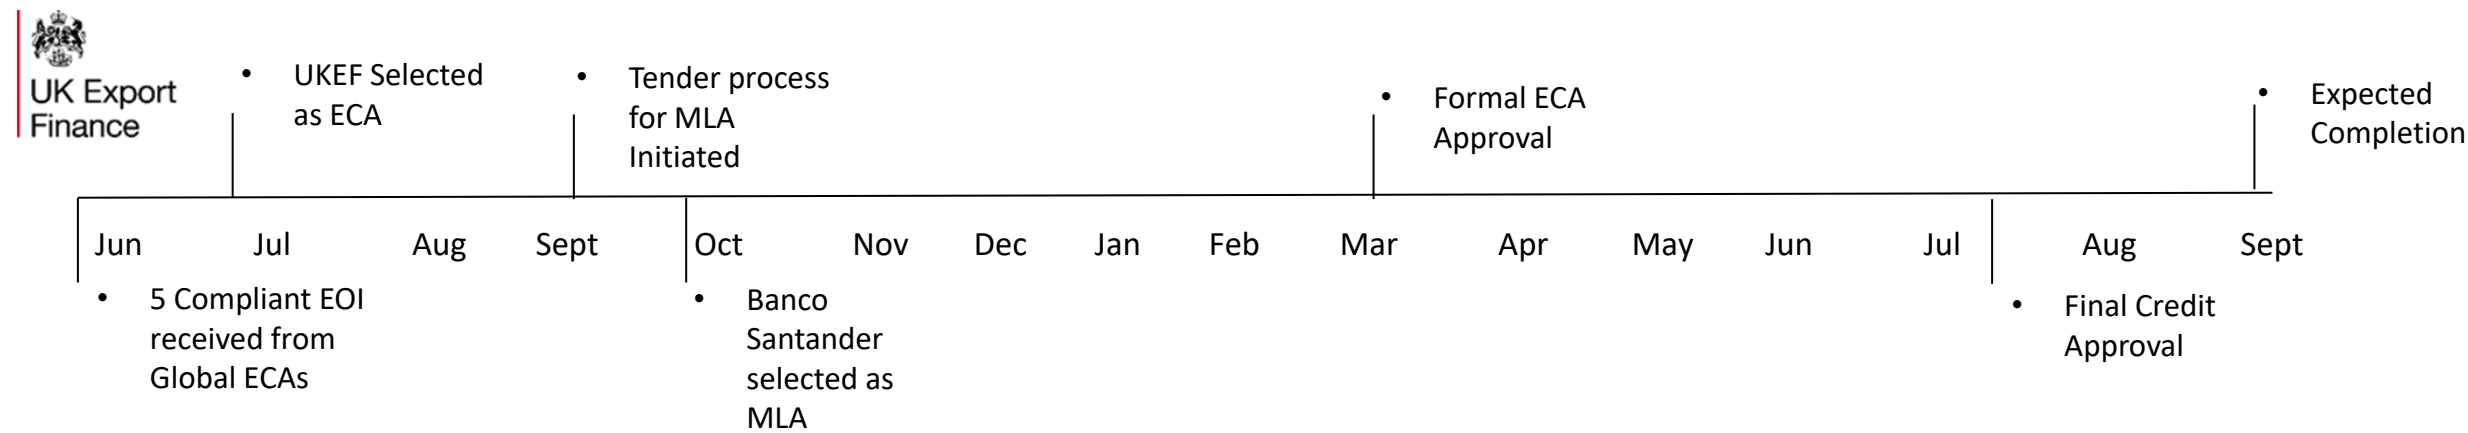 UK Export
Finance
• UKEF Selected
as ECA
• Tender process
for MLA
Initiated
• Formal ECA
Approval
• Expected
Completion
Jun Jul Aug Sept Oct Nov Dec Jan Feb Mar Apr May Jun Jul Aug Sept
• 5 Compliant EOI
received from
Global ECAs
• Banco
Santander
selected as
MLA
• Final Credit
Approval